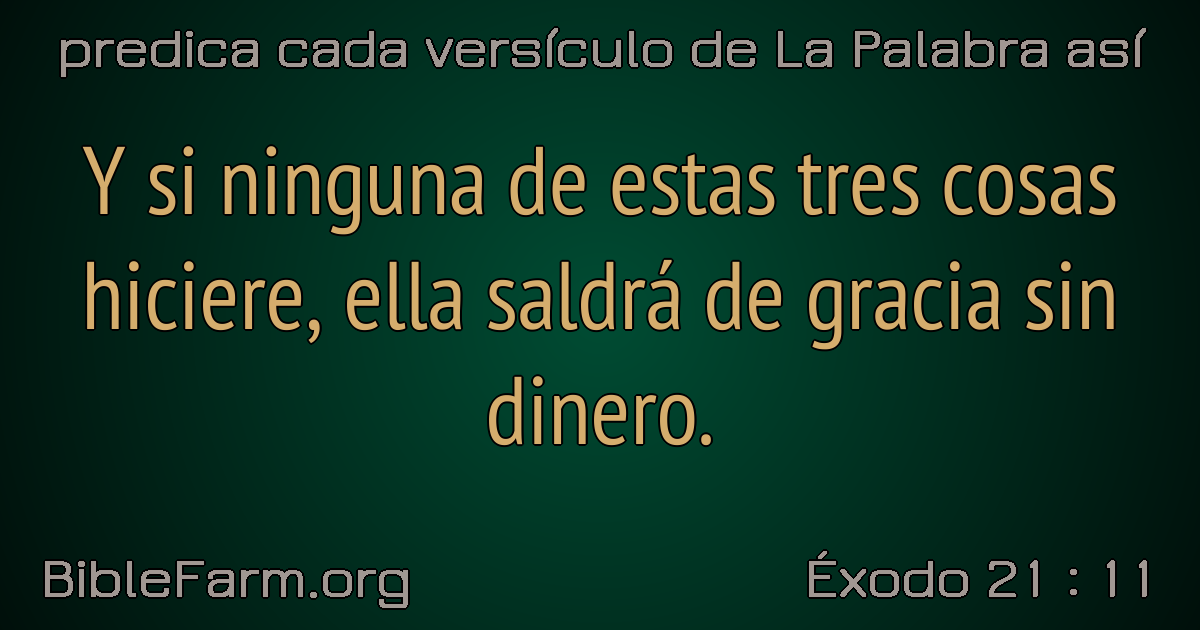 predica cada versículo de La Palabra así
Y si ninguna de estas tres cosas
hiciere, ella saldrá de gracia sin
dinero.
BibleFarm.org
Éxodo 21 : 11